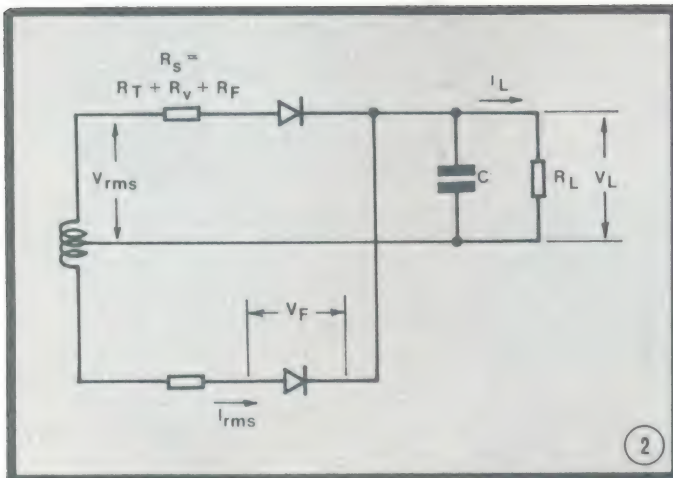 R_S =
R_T + R_v + R_F
I_L
V_rms
C
R_L
V_L
V_F
I_rms
2